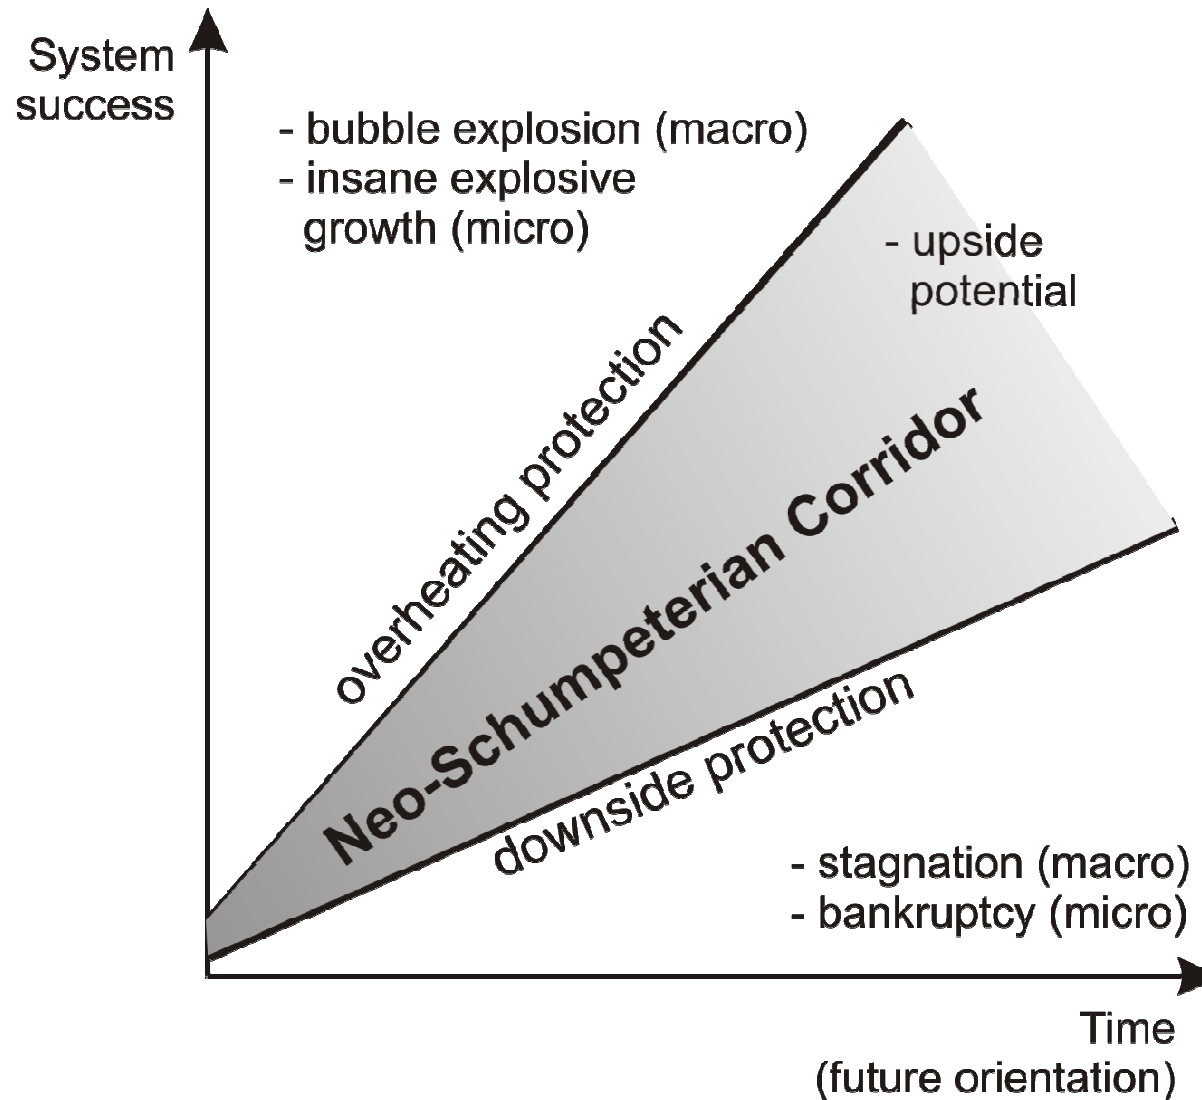 System
success
- bubble explosion (macro)
- insane explosive
growth (micro)
- upside
potential
overheating protection
Neo-Schumpeterian Corridor
downside protection
- stagnation (macro)
- bankruptcy (micro)
Time
(future orientation)